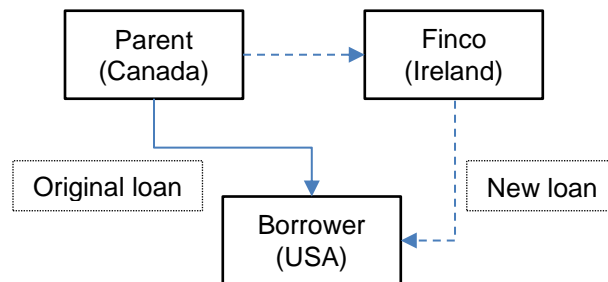 Parent
(Canada)
Finco
(Ireland)
Original loan
New loan
Borrower
(USA)